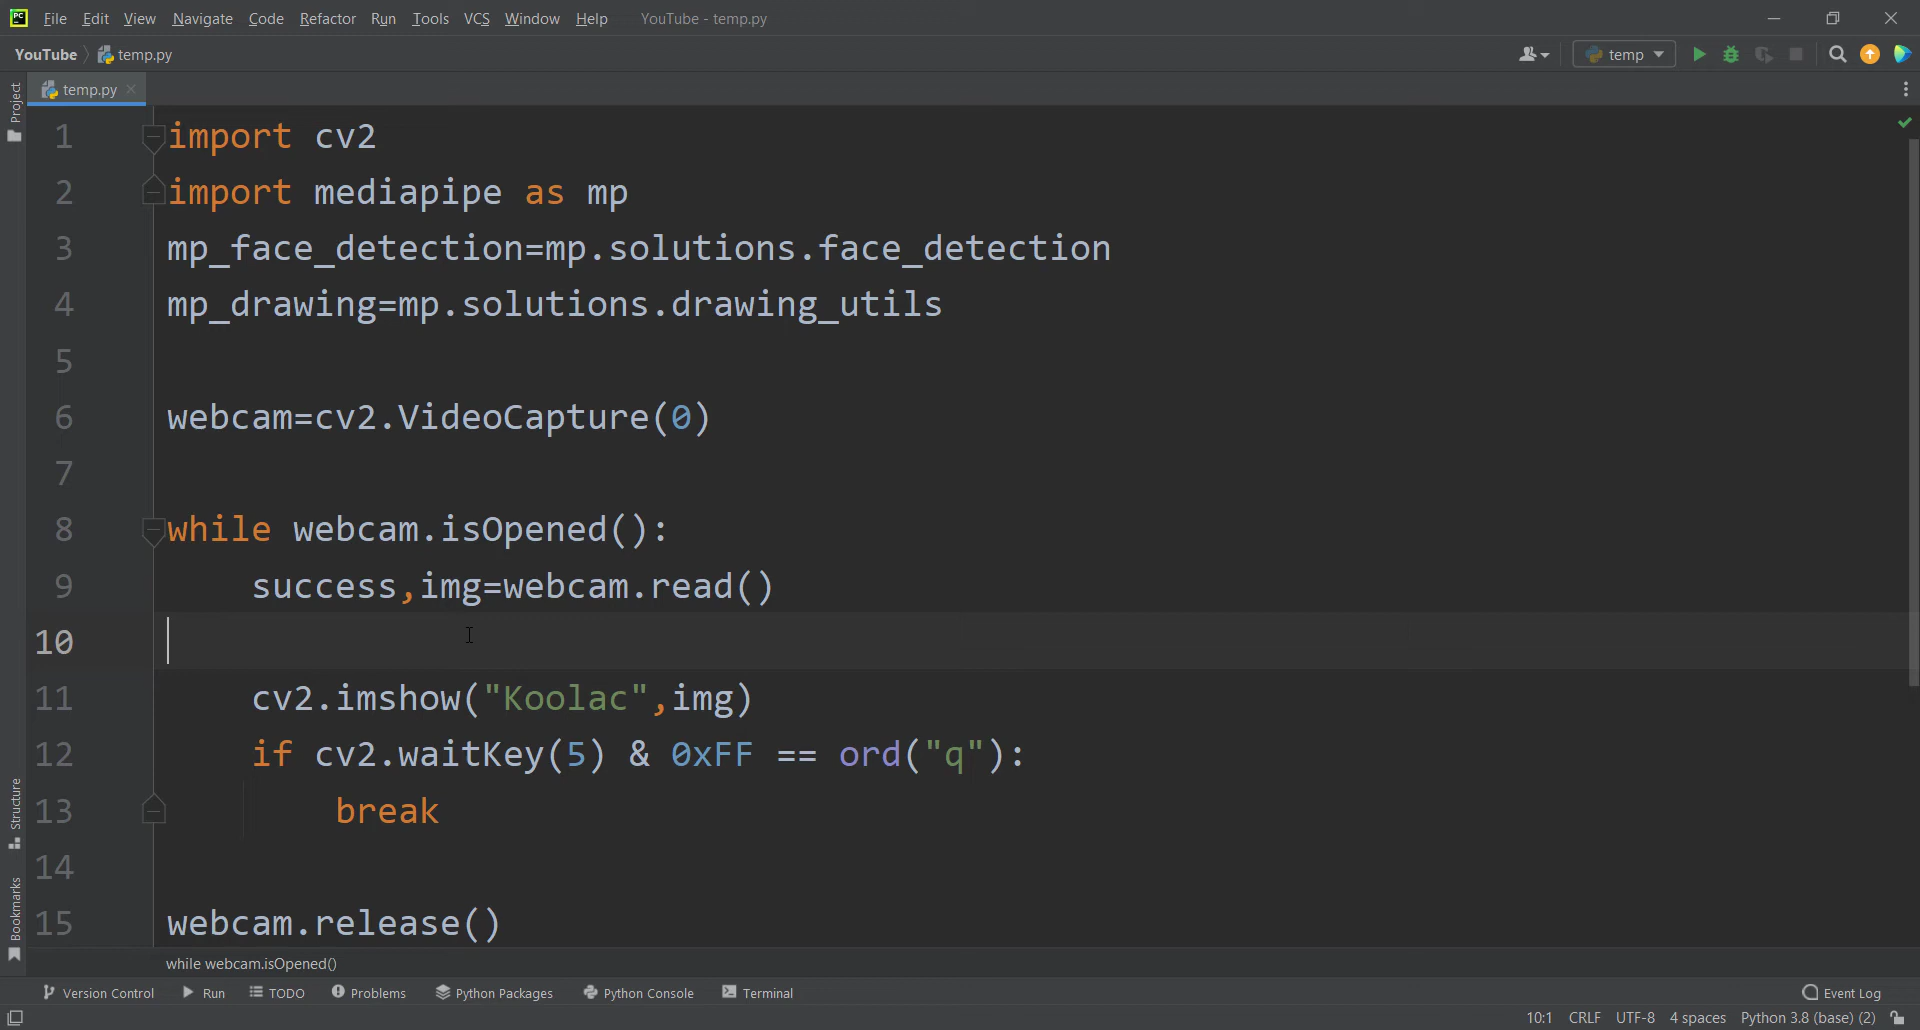 PC File Edit View Navigate Code Refactor Run Tools VCS Window Help YouTube - temp.py
YouTube temp.py temp
Project
temp.py
1 import cv2
2 import mediapipe as mp
3 mp_face_detection=mp.solutions.face_detection
4 mp_drawing=mp.solutions.drawing_utils
5
6 webcam=cv2.VideoCapture(0)
7
8 while webcam.isOpened():
9     success,img=webcam.read()
10
11     cv2.imshow("Koolac",img)
12     if cv2.waitKey(5) & 0xFF == ord("q"):
13         break
14
15 webcam.release()
Structure
Bookmarks
while webcam.isOpened()
Version Control Run TODO Problems Python Packages Python Console Terminal Event Log
10:1 CRLF UTF-8 4 spaces Python 3.8 (base) (2)